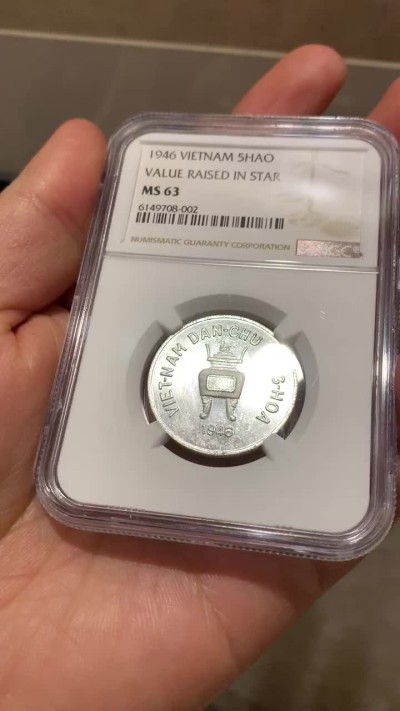 1946 VIETNAM 5HAO
VALUE RAISED IN STAR
MS 63
6149708-002
NUMISMATIC GUARANTY CORPORATION
NGC
VIET-NAM DAN-CHU
G-HOA
1946